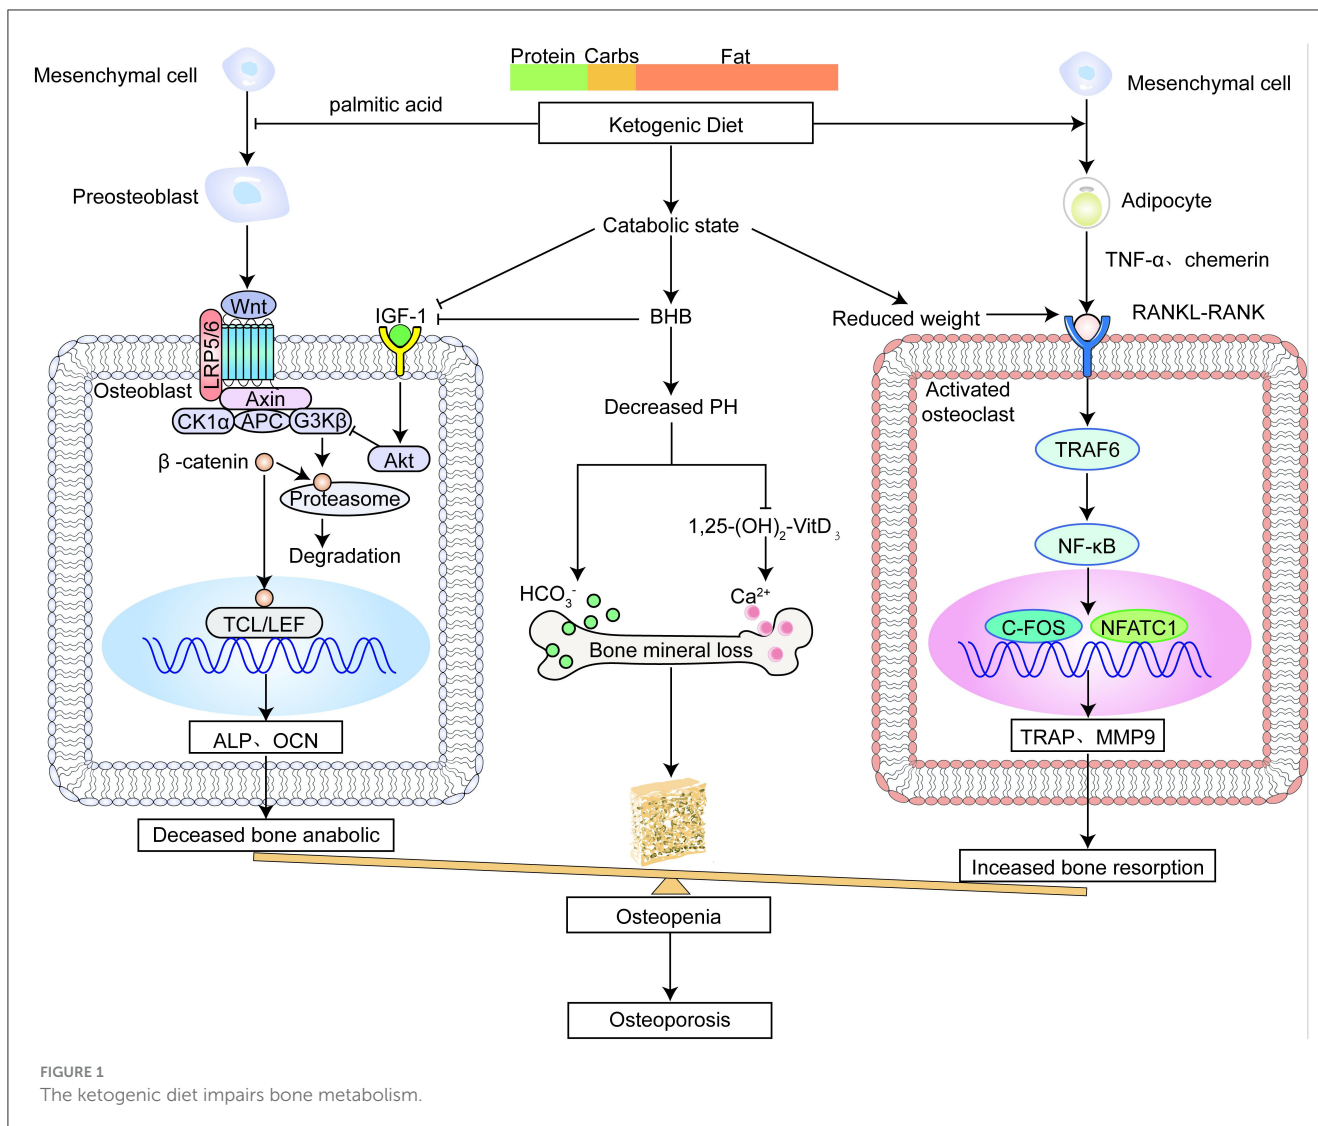 Protein Carbs Fat
Mesenchymal cell
palmitic acid
Ketogenic Diet
Mesenchymal cell
Preosteoblast
Catabolic state
Adipocyte
TNF-α、chemerin
Wnt
LRP5/6
IGF-1
BHB
Reduced weight
RANKL-RANK
Osteoblast
Axin
CK1α APC G3Kβ
Akt
Decreased PH
Activated
osteoclast
TRAF6
β -catenin
Proteasome
Degradation
1,25-(OH)₂-VitD₃
NF-κB
HCO₃⁻
Ca²⁺
TCL/LEF
Bone mineral loss
C-FOS NFATC1
ALP、OCN
TRAP、MMP9
Deceased bone anabolic
Inceased bone resorption
Osteopenia
Osteoporosis
FIGURE 1
The ketogenic diet impairs bone metabolism.